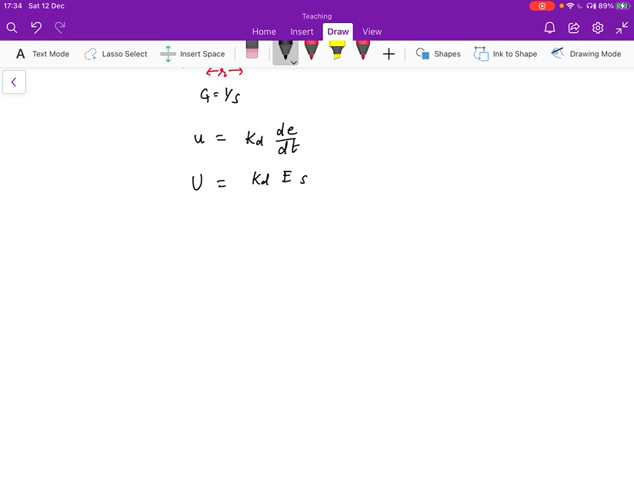 17:34 Sat 12 Dec
89%
Teaching
Home Insert Draw View
A Text Mode Lasso Select Insert Space Shapes Ink to Shape Drawing Mode
G = 1/s
u = Kd de/dt
U = Kd E s